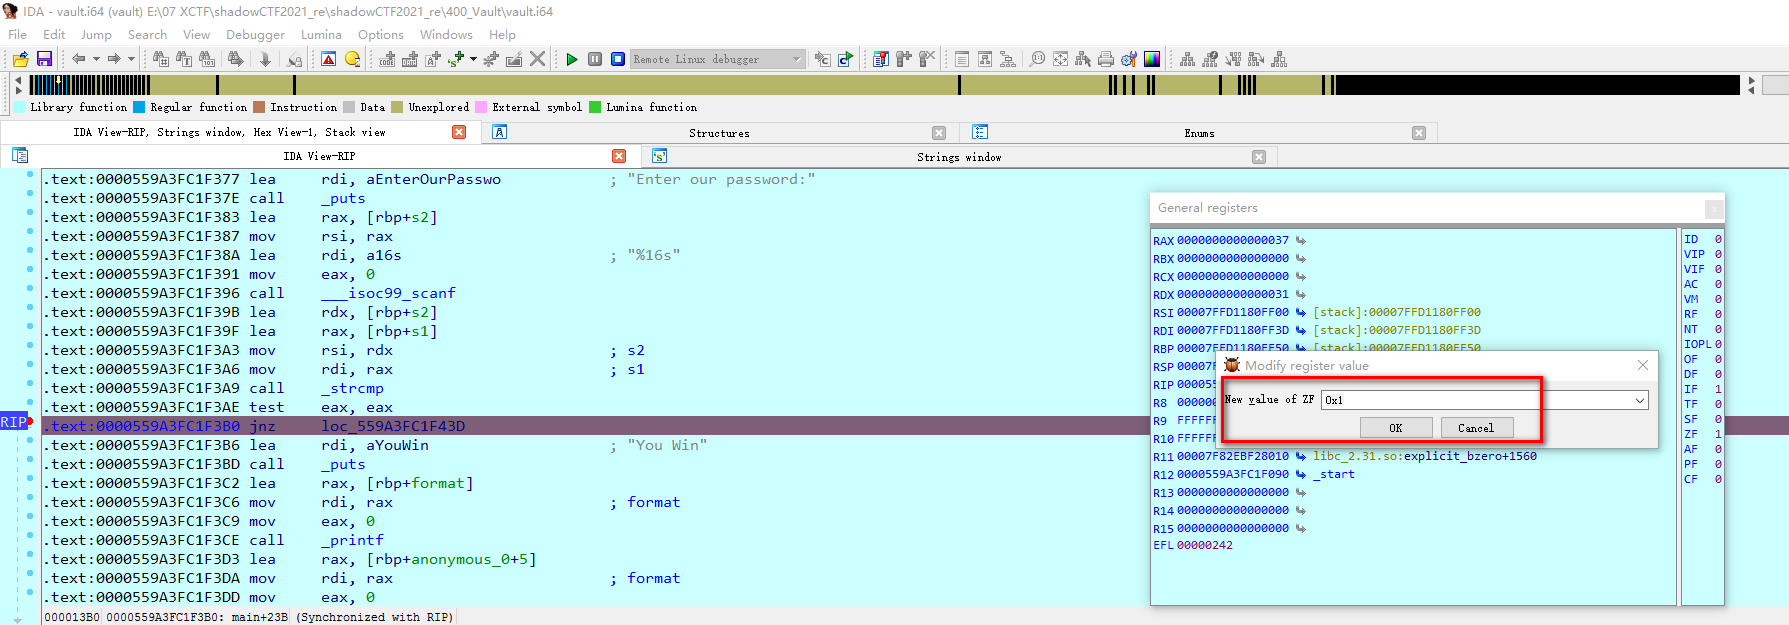 IDA - vault.i64 (vault) E:\07 XCTF\shadowCTF2021_re\shadowCTF2021_re\400_Vault\vault.i64
File Edit Jump Search View Debugger Lumina Options Windows Help
Remote Linux debugger
Library function Regular function Instruction Data Unexplored External symbol Lumina function
IDA View-RIP, Strings window, Hex View-1, Stack view Structures Enums
IDA View-RIP Strings window
.text:0000559A3FC1F377 lea rdi, aEnterOurPasswo ; "Enter our password:"
.text:0000559A3FC1F37E call _puts
.text:0000559A3FC1F383 lea rax, [rbp+s2]
.text:0000559A3FC1F387 mov rsi, rax
.text:0000559A3FC1F38A lea rdi, a16s ; "%16s"
.text:0000559A3FC1F391 mov eax, 0
.text:0000559A3FC1F396 call ___isoc99_scanf
.text:0000559A3FC1F39B lea rdx, [rbp+s2]
.text:0000559A3FC1F39F lea rax, [rbp+s1]
.text:0000559A3FC1F3A3 mov rsi, rdx ; s2
.text:0000559A3FC1F3A6 mov rdi, rax ; s1
.text:0000559A3FC1F3A9 call _strcmp
.text:0000559A3FC1F3AE test eax, eax
RIP .text:0000559A3FC1F3B0 jnz loc_559A3FC1F43D
.text:0000559A3FC1F3B6 lea rdi, aYouWin ; "You Win"
.text:0000559A3FC1F3BD call _puts
.text:0000559A3FC1F3C2 lea rax, [rbp+format]
.text:0000559A3FC1F3C6 mov rdi, rax ; format
.text:0000559A3FC1F3C9 mov eax, 0
.text:0000559A3FC1F3CE call _printf
.text:0000559A3FC1F3D3 lea rax, [rbp+anonymous_0+5]
.text:0000559A3FC1F3DA mov rdi, rax ; format
.text:0000559A3FC1F3DD mov eax, 0
000013B0 0000559A3FC1F3B0: main+23B (Synchronized with RIP)
General registers
RAX 0000000000000037
RBX 0000000000000000
RCX 0000000000000000
RDX 0000000000000031
RSI 00007FFD1180FF00 [stack]:00007FFD1180FF00
RDI 00007FFD1180FF3D [stack]:00007FFD1180FF3D
RBP 00007FFD1180FF50 [stack]:00007FFD1180FF50
RSP 00007F
RIP 000055
R8 000000
R9 FFFFFF
R10 FFFFFF
R11 00007F82EBF28010 libc_2.31.so:explicit_bzero+1560
R12 0000559A3FC1F090 _start
R13 0000000000000000
R14 0000000000000000
R15 0000000000000000
EFL 00000242
Modify register value
New value of ZF 0x1
OK Cancel
ID 0
VIP 0
VIF 0
AC 0
VM 0
RF 0
NT 0
IOPL 0
OF 0
DF 0
IF 1
TF 0
SF 0
ZF 1
AF 0
PF 0
CF 0